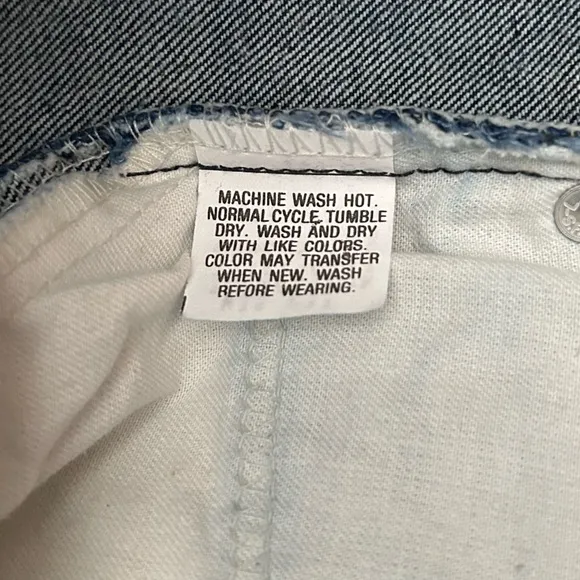 MACHINE WASH HOT.
NORMAL CYCLE. TUMBLE
DRY. WASH AND DRY
WITH LIKE COLORS.
COLOR MAY TRANSFER
WHEN NEW. WASH
BEFORE WEARING.